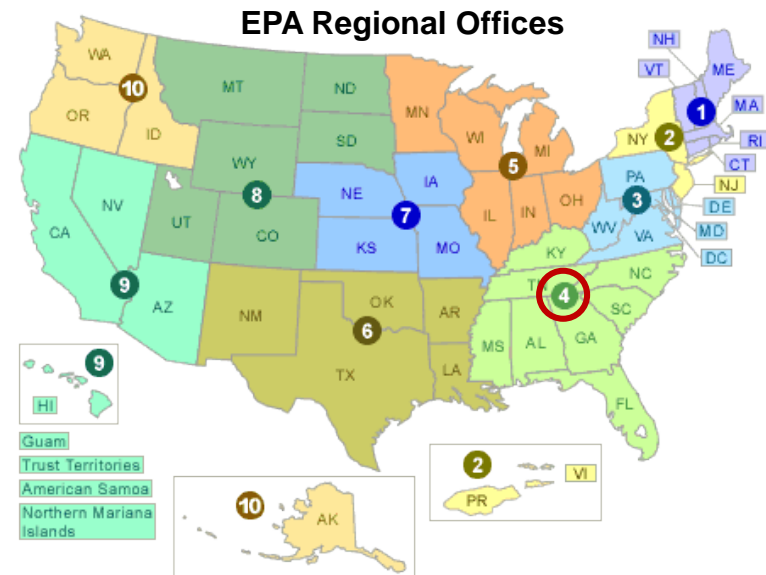 EPA Regional Offices
NH
WA
VT
ME
10
MT
ND
1
MA
OR
MN
2
ID
WI
NY
RI
SD
MI
CT
WY
5
PA
NJ
8
IA
3
DE
NE
NV
7
IL
IN
OH
UT
CO
WV
VA
MD
CA
KS
MO
KY
DC
9
TN
4
NC
AZ
OK
NM
AR
SC
6
MS
AL
GA
TX
LA
9
FL
HI
Guam
Trust Territories
2
VI
American Samoa
PR
10
AK
Northern Mariana
Islands